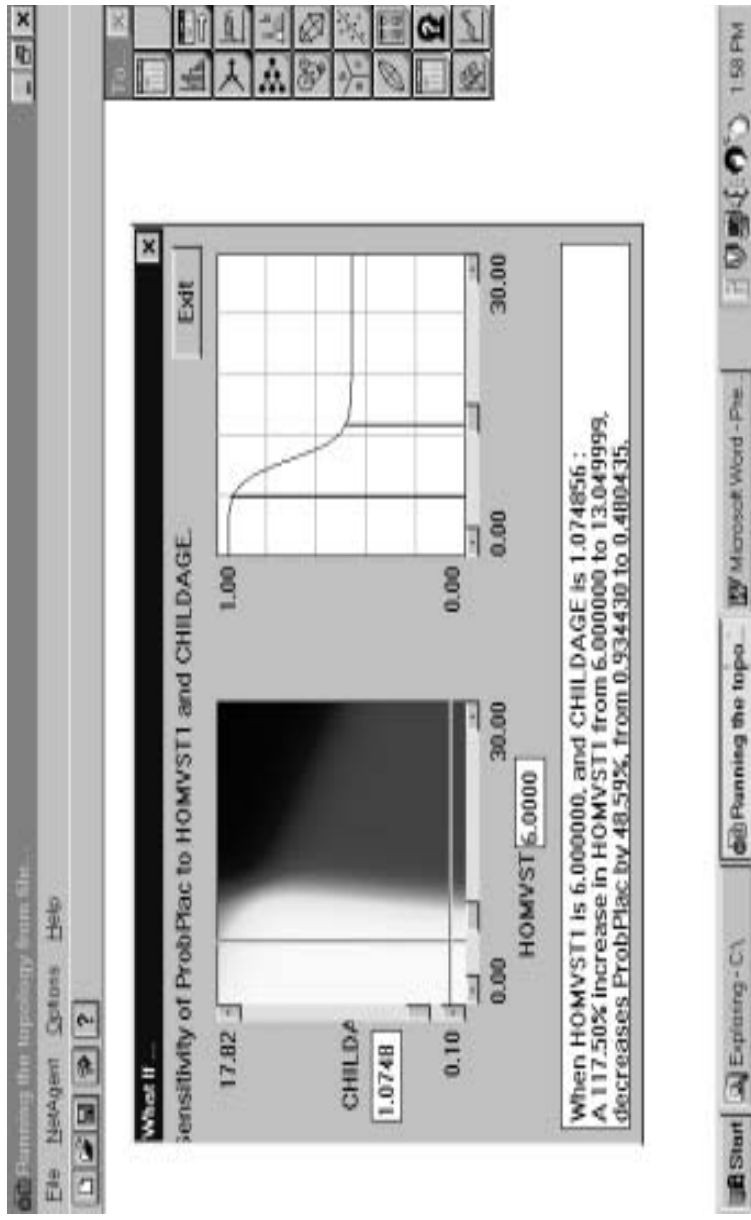 Running the topology from file...
File NetAgent Options Help
?
To...
What If ...
Sensitivity of ProbPlac to HOMVST1 and CHILDAGE.
Exit
17.82
CHILDA
1.0748
0.10
0.00
30.00
HOMVST 6.0000
1.00
0.00
0.00
30.00
When HOMVST1 is 6.000000, and CHILDAGE is 1.074856 :
A 117.50% increase in HOMVST1 from 6.000000 to 13.049999,
decreases ProbPlac by 48.59%, from 0.934430 to 0.480435.
Start
Exploring - C:\
Running the topo...
Microsoft Word - Pre...
1:58 PM